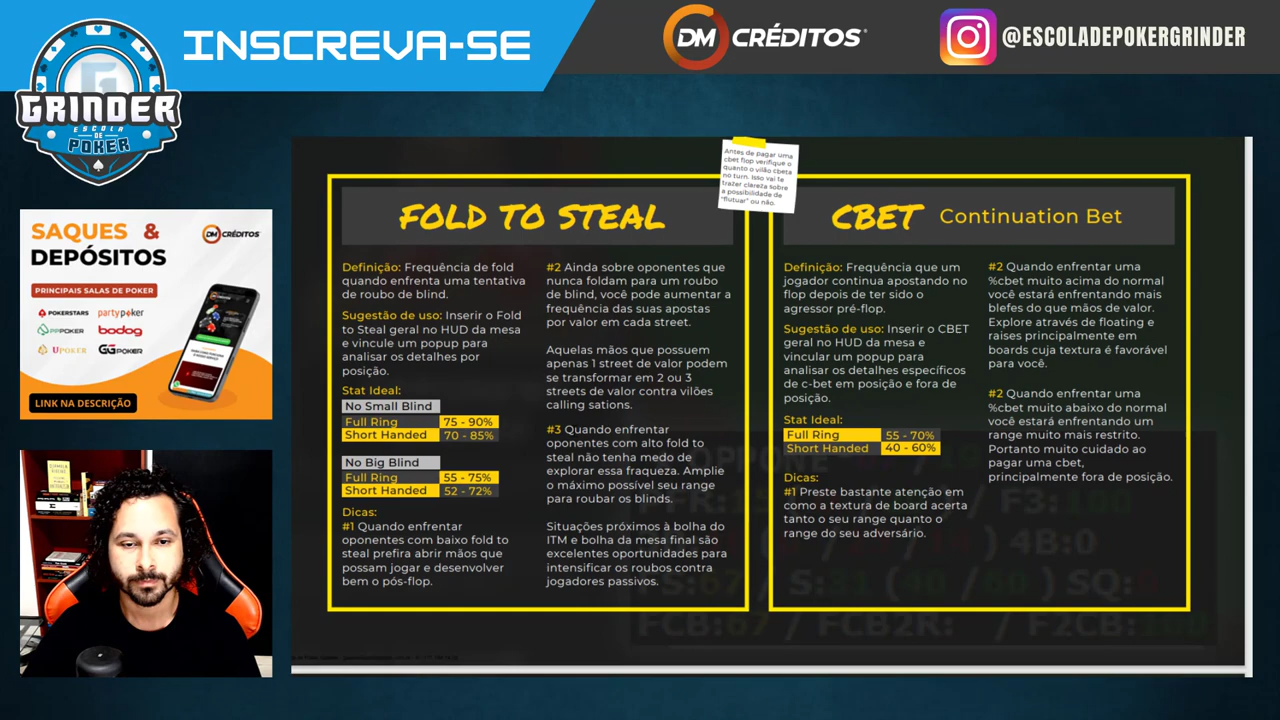 INSCREVA-SE
DM CRÉDITOS®
@ESCOLADEPOKERGRINDER
G
GRINDER
ESCOLA
DE
POKER
SAQUES &
DEPÓSITOS
DM CRÉDITOS
PRINCIPAIS SALAS DE POKER
POKERSTARS
partypoker
PPPOKER
bodog
UPOKER
GGPOKER
LINK NA DESCRIÇÃO
Antes de pagar uma
cbet flop verifique o
quanto o vilão cbeta
no turn. Isso vai te
trazer clareza sobre
a possibilidade de
"flutuar" ou não.
FOLD TO STEAL
Definição: Frequência de fold
quando enfrenta uma tentativa
de roubo de blind.
Sugestão de uso: Inserir o Fold
to Steal geral no HUD da mesa
e vincule um popup para
analisar os detalhes por
posição.
Stat Ideal:
No Small Blind
Full Ring 75 - 90%
Short Handed 70 - 85%
No Big Blind
Full Ring 55 - 75%
Short Handed 52 - 72%
Dicas:
#1 Quando enfrentar
oponentes com baixo fold to
steal prefira abrir mãos que
possam jogar e desenvolver
bem o pós-flop.
#2 Ainda sobre oponentes que
nunca foldam para um roubo
de blind, você pode aumentar a
frequência das suas apostas
por valor em cada street.
Aquelas mãos que possuem
apenas 1 street de valor podem
se transformar em 2 ou 3
streets de valor contra vilões
calling sations.
#3 Quando enfrentar
oponentes com alto fold to
steal não tenha medo de
explorar essa fraqueza. Amplie
o máximo possível seu range
para roubar os blinds.
Situações próximos à bolha do
ITM e bolha da mesa final são
excelentes oportunidades para
intensificar os roubos contra
jogadores passivos.
CBET Continuation Bet
Definição: Frequência que um
jogador continua apostando no
flop depois de ter sido o
agressor pré-flop.
Sugestão de uso: Inserir o CBET
geral no HUD da mesa e
vincular um popup para
analisar os detalhes específicos
de c-bet em posição e fora de
posição.
Stat Ideal:
Full Ring 55 - 70%
Short Handed 40 - 60%
Dicas:
#1 Preste bastante atenção em
como a textura de board acerta
tanto o seu range quanto o
range do seu adversário.
#2 Quando enfrentar uma
%cbet muito acima do normal
você estará enfrentando mais
blefes do que mãos de valor.
Explore através de floating e
raises principalmente em
boards cuja textura é favorável
para você.
#2 Quando enfrentar uma
%cbet muito abaixo do normal
você estará enfrentando um
range muito mais restrito.
Portanto muito cuidado ao
pagar uma cbet,
principalmente fora de posição.